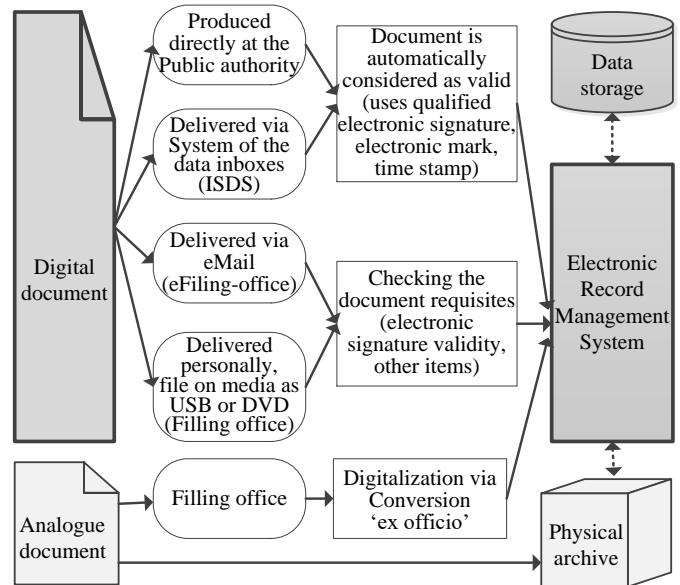 Digital
document
Produced
directly at the
Public authority
Delivered via
System of the
data inboxes
(ISDS)
Delivered via
eMail
(eFiling-office)
Delivered
personally,
file on media as
USB or DVD
(Filling office)
Document is
automatically
considered as valid
(uses qualified
electronic signature,
electronic mark,
time stamp)
Checking the
document requisites
(electronic
signature validity,
other items)
Data
storage
Electronic
Record
Management
System
Analogue
document
Filling office
Digitalization via
Conversion
‘ex officio’
Physical
archive